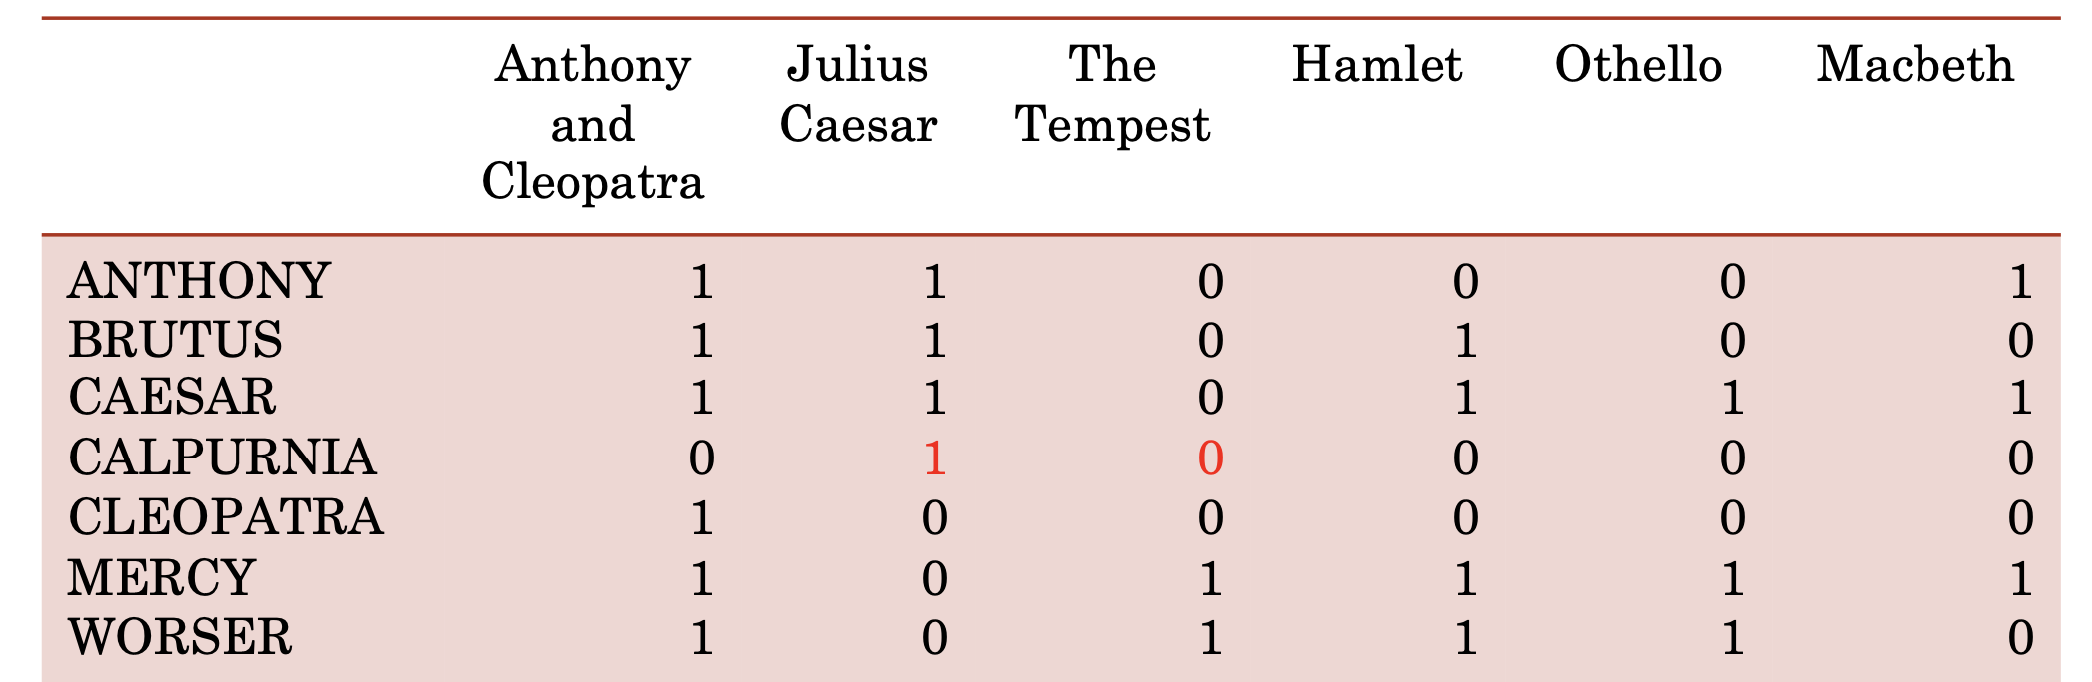 Anthony Julius The Hamlet Othello Macbeth
and Caesar Tempest
Cleopatra
ANTHONY 1 1 0 0 0 1
BRUTUS 1 1 0 1 0 0
CAESAR 1 1 0 1 1 1
CALPURNIA 0 1 0 0 0 0
CLEOPATRA 1 0 0 0 0 0
MERCY 1 0 1 1 1 1
WORSER 1 0 1 1 1 0